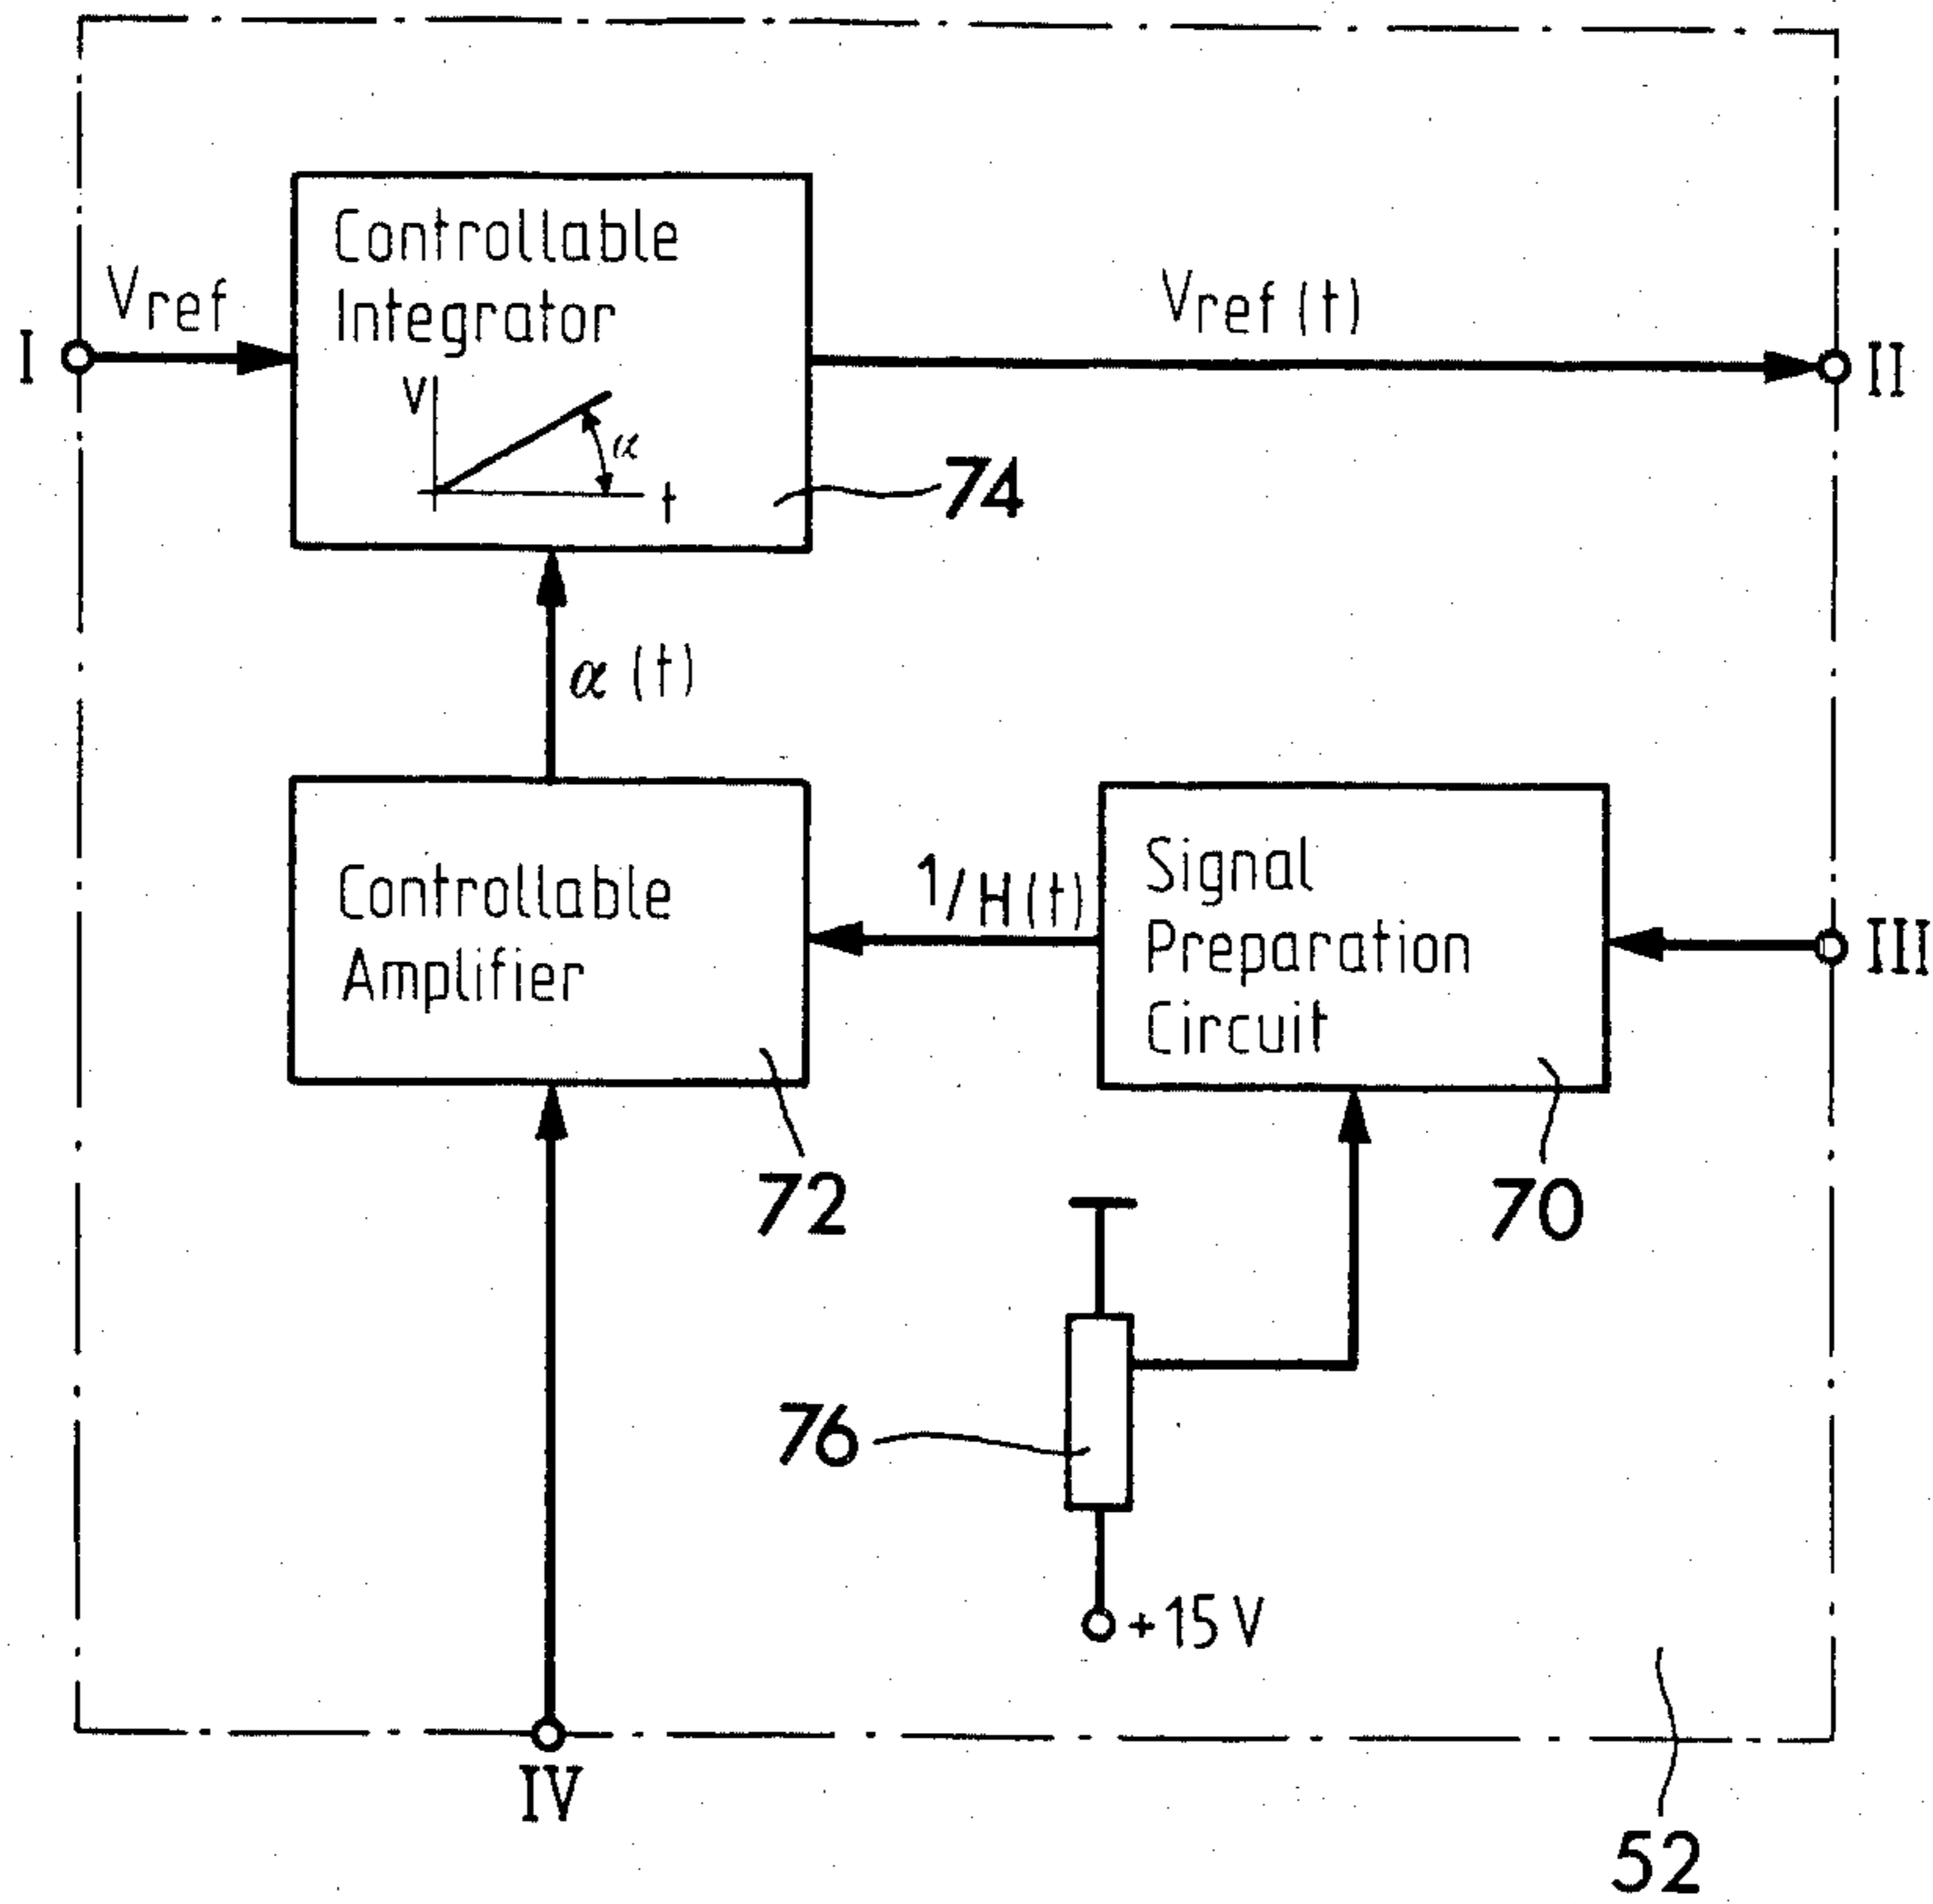 Controllable
Integrator
Vref
Vref (t)
I
II
V
α
t
74
α (t)
Controllable
Amplifier
1/H(t)
Signal
Preparation
Circuit
III
72
70
76
+15 V
IV
52